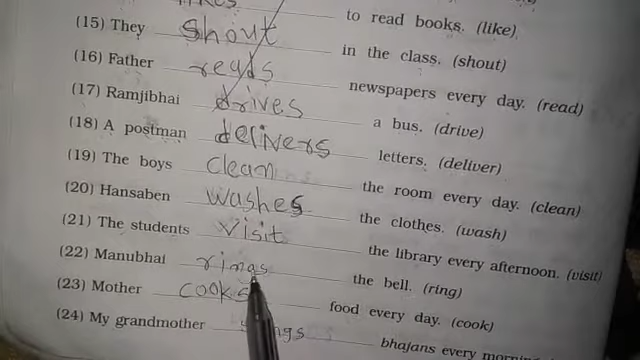 to read books. (like)
(15) They shout in the class. (shout)
(16) Father reads newspapers every day. (read)
(17) Ramjibhai drives a bus. (drive)
(18) A postman delivers letters. (deliver)
(19) The boys clean the room every day. (clean)
(20) Hansaben washes the clothes. (wash)
(21) The students visit the library every afternoon. (visit)
(22) Manubhai rings the bell. (ring)
(23) Mother cooks food every day. (cook)
(24) My grandmother bhajans every